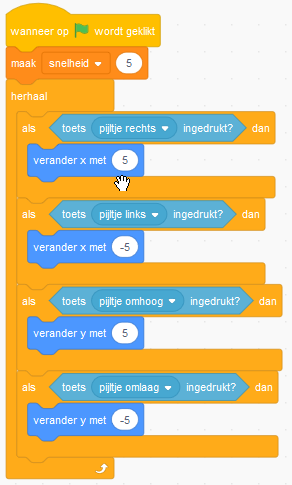 wanneer op wordt geklikt
maak snelheid 5
herhaal
als toets pijltje rechts ingedrukt? dan
verander x met 5
als toets pijltje links ingedrukt? dan
verander x met -5
als toets pijltje omhoog ingedrukt? dan
verander y met 5
als toets pijltje omlaag ingedrukt? dan
verander y met -5